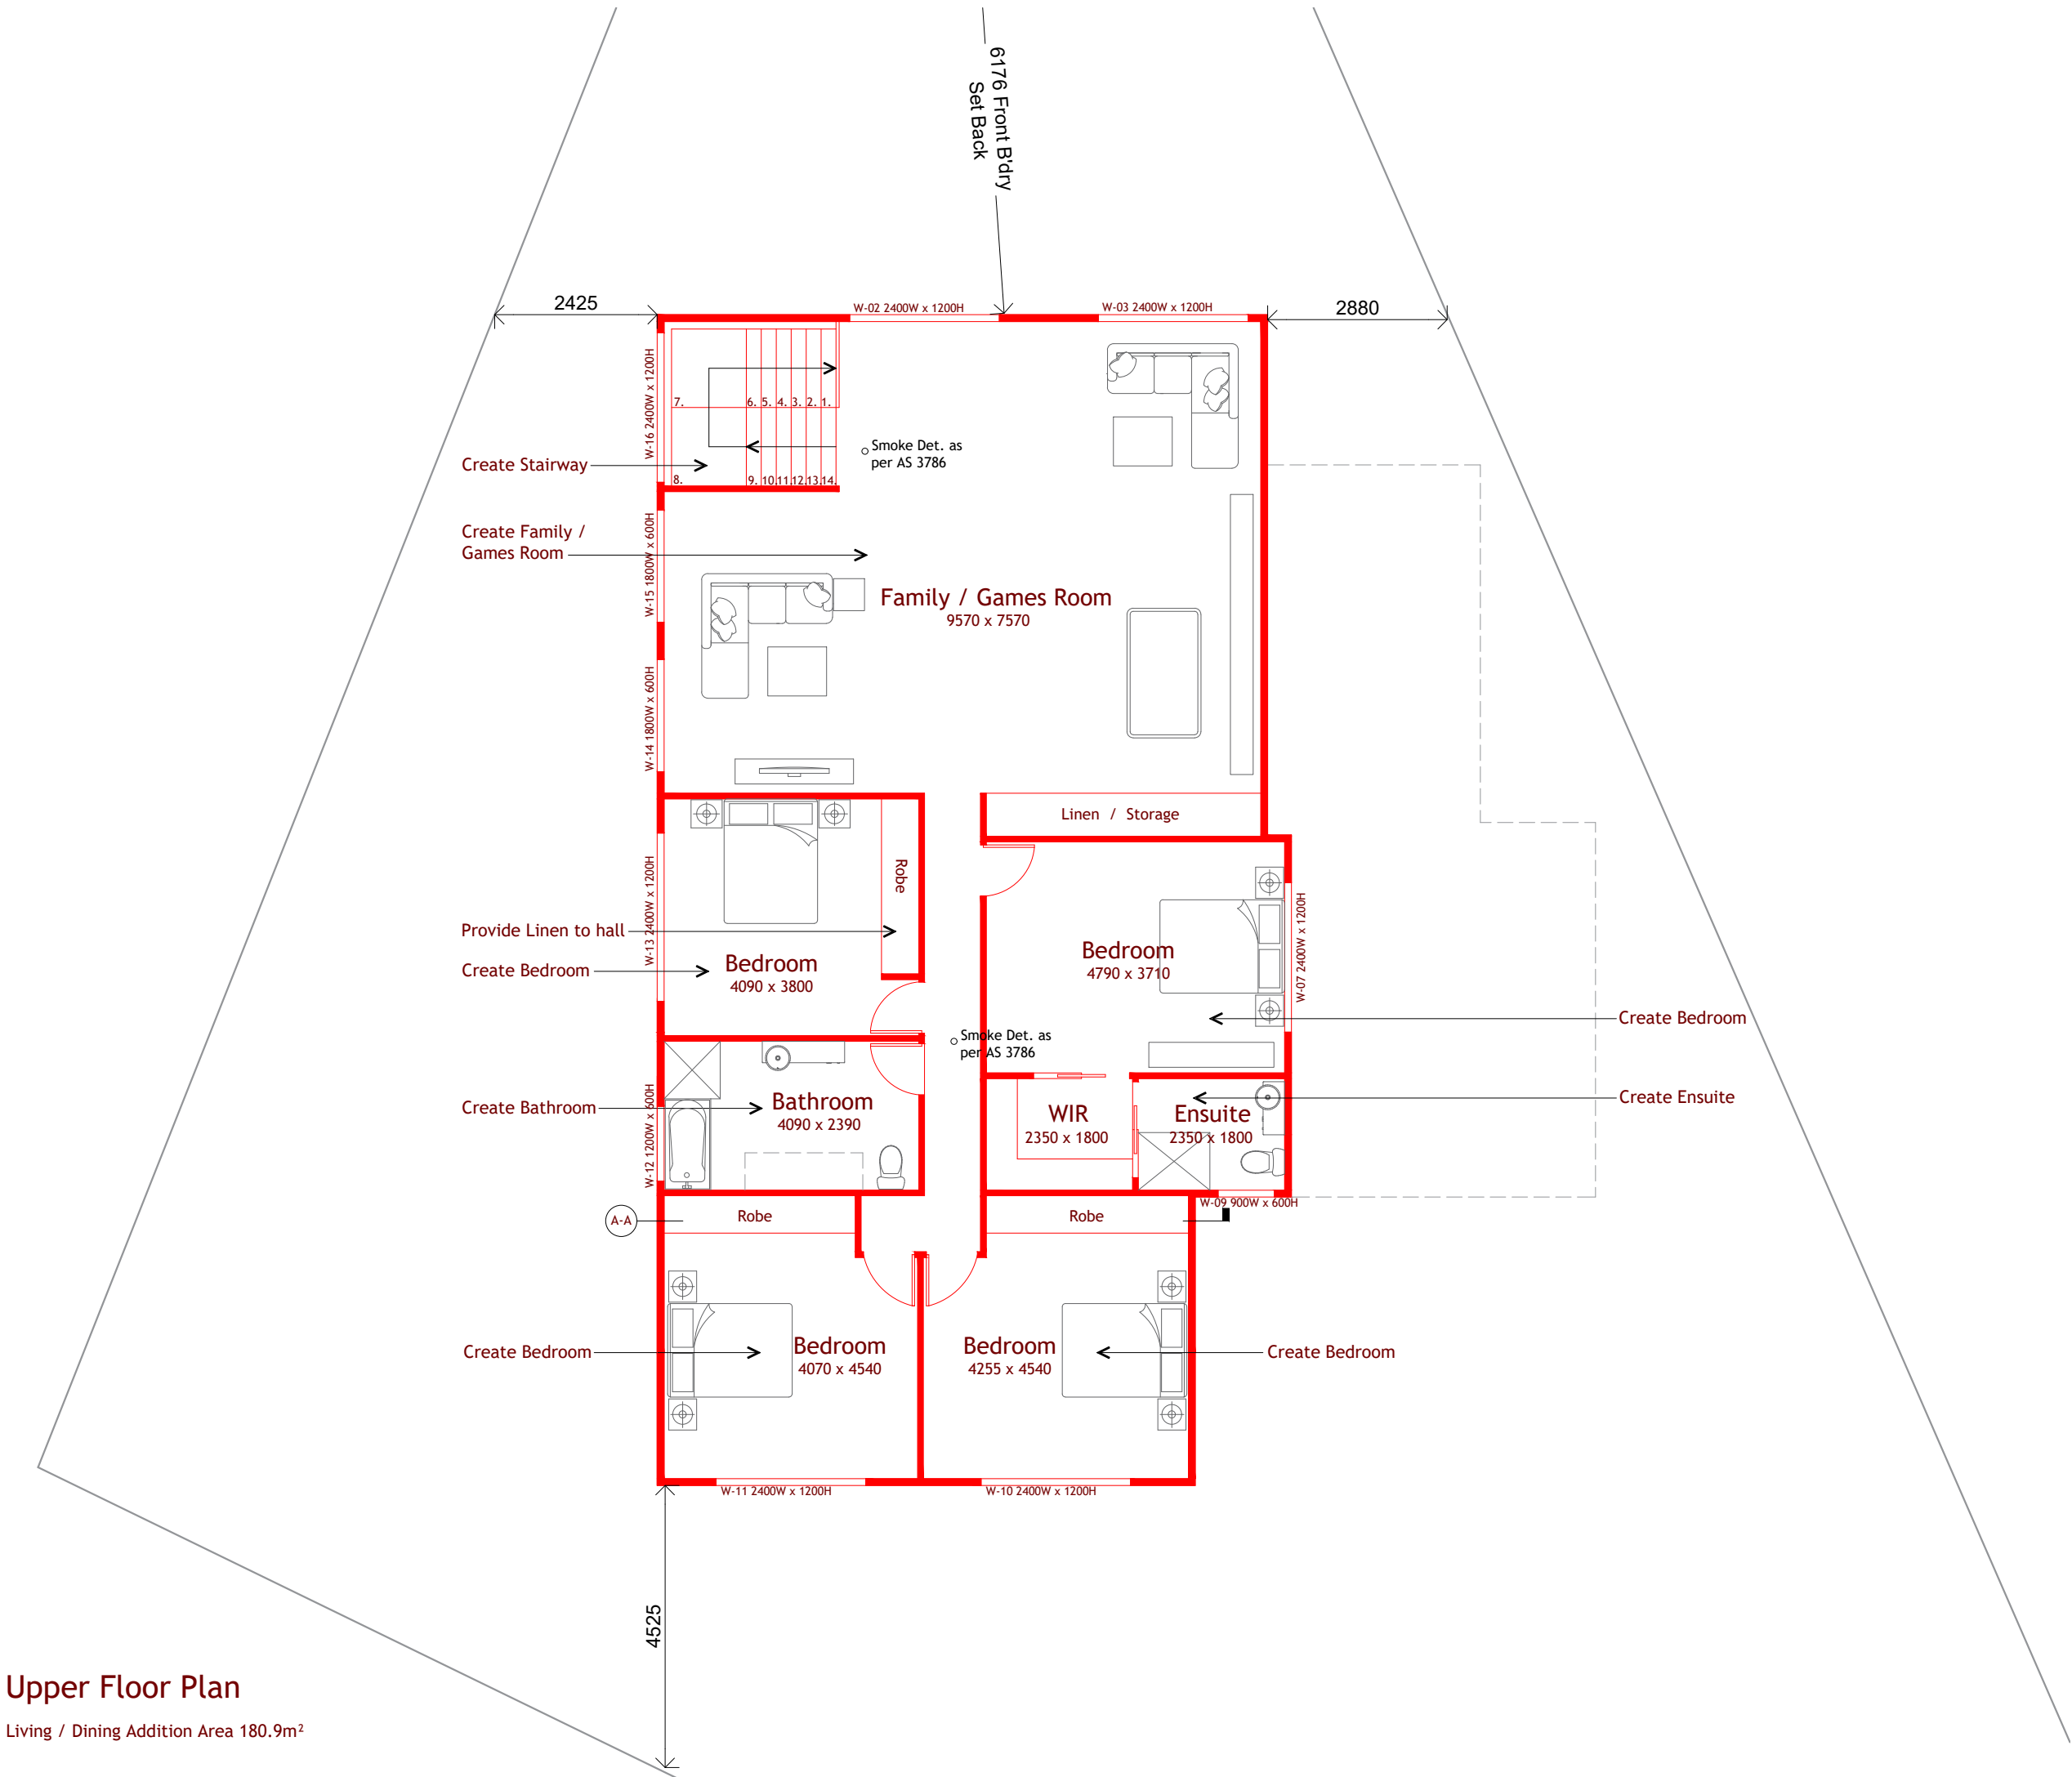 6176 Front B'dry
Set Back
2425
2880
W-02 2400W x 1200H
W-03 2400W x 1200H
W-16 2400W x 1200H
7.
6.
5.
4.
3.
2.
1.
Smoke Det. as
per AS 3786
Create Stairway
8.
9.
10.
11.
12.
13.
14.
Create Family /
Games Room
W-15 1800W x 600H
Family / Games Room
9570 x 7570
W-14 1800W x 600H
Linen / Storage
Robe
W-13 2400W x 1200H
W-07 2400W x 1200H
Provide Linen to hall
Create Bedroom
Bedroom
4090 x 3800
Bedroom
4790 x 3710
Create Bedroom
Smoke Det. as
per AS 3786
Create Bathroom
W-12 1200W x 600H
Bathroom
4090 x 2390
WIR
2350 x 1800
Ensuite
2350 x 1800
Create Ensuite
W-09 900W x 600H
A-A
Robe
Robe
Create Bedroom
Bedroom
4070 x 4540
Bedroom
4255 x 4540
Create Bedroom
W-11 2400W x 1200H
W-10 2400W x 1200H
4525
Upper Floor Plan
Living / Dining Addition Area 180.9m²